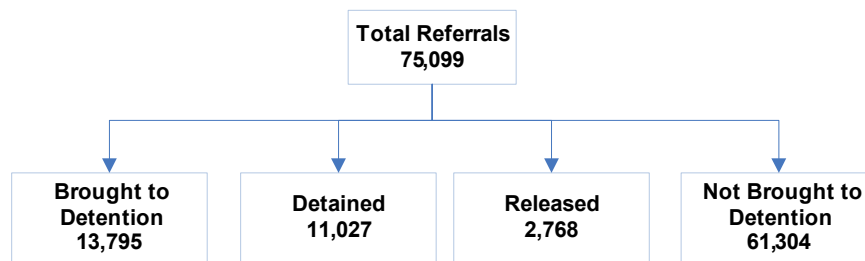 Total Referrals
75,099
Brought to
Detention
13,795
Detained
11,027
Released
2,768
Not Brought to
Detention
61,304